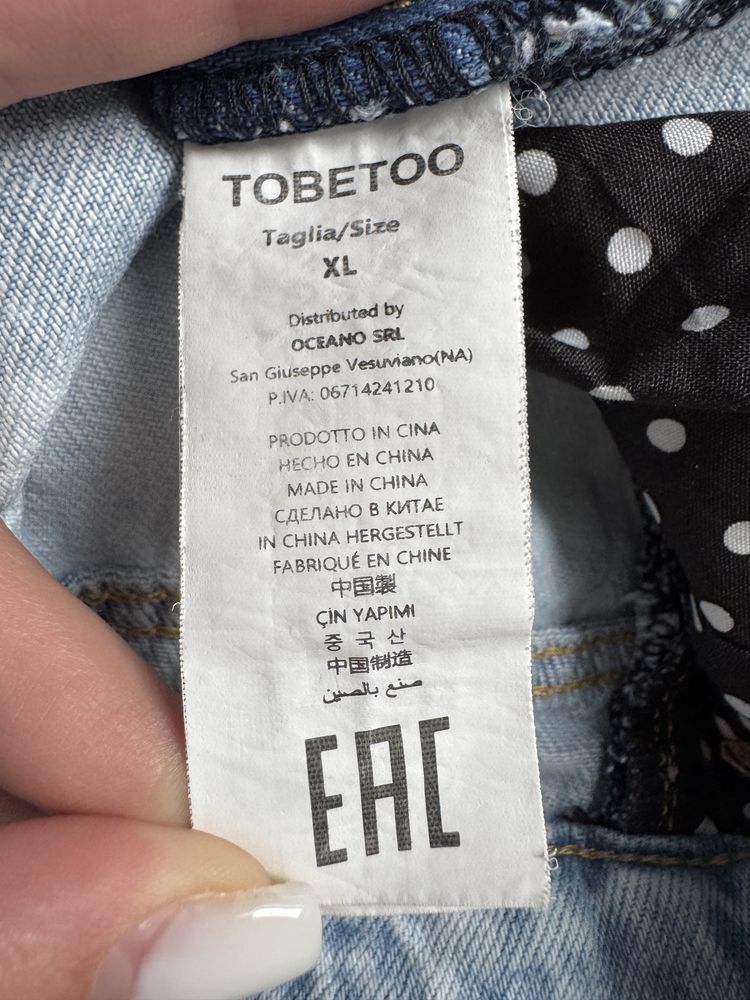 TOBETOO
Taglia/Size
XL
Distributed by
OCEANO SRL
San Giuseppe Vesuviano(NA)
P.IVA: 06714241210
PRODOTTO IN CINA
HECHO EN CHINA
MADE IN CHINA
СДЕЛАНО В КИТАЕ
IN CHINA HERGESTELLT
FABRIQUÉ EN CHINE
中国製
ÇİN YAPIMI
중 국 산
中国制造
صنع بالصين
EAC